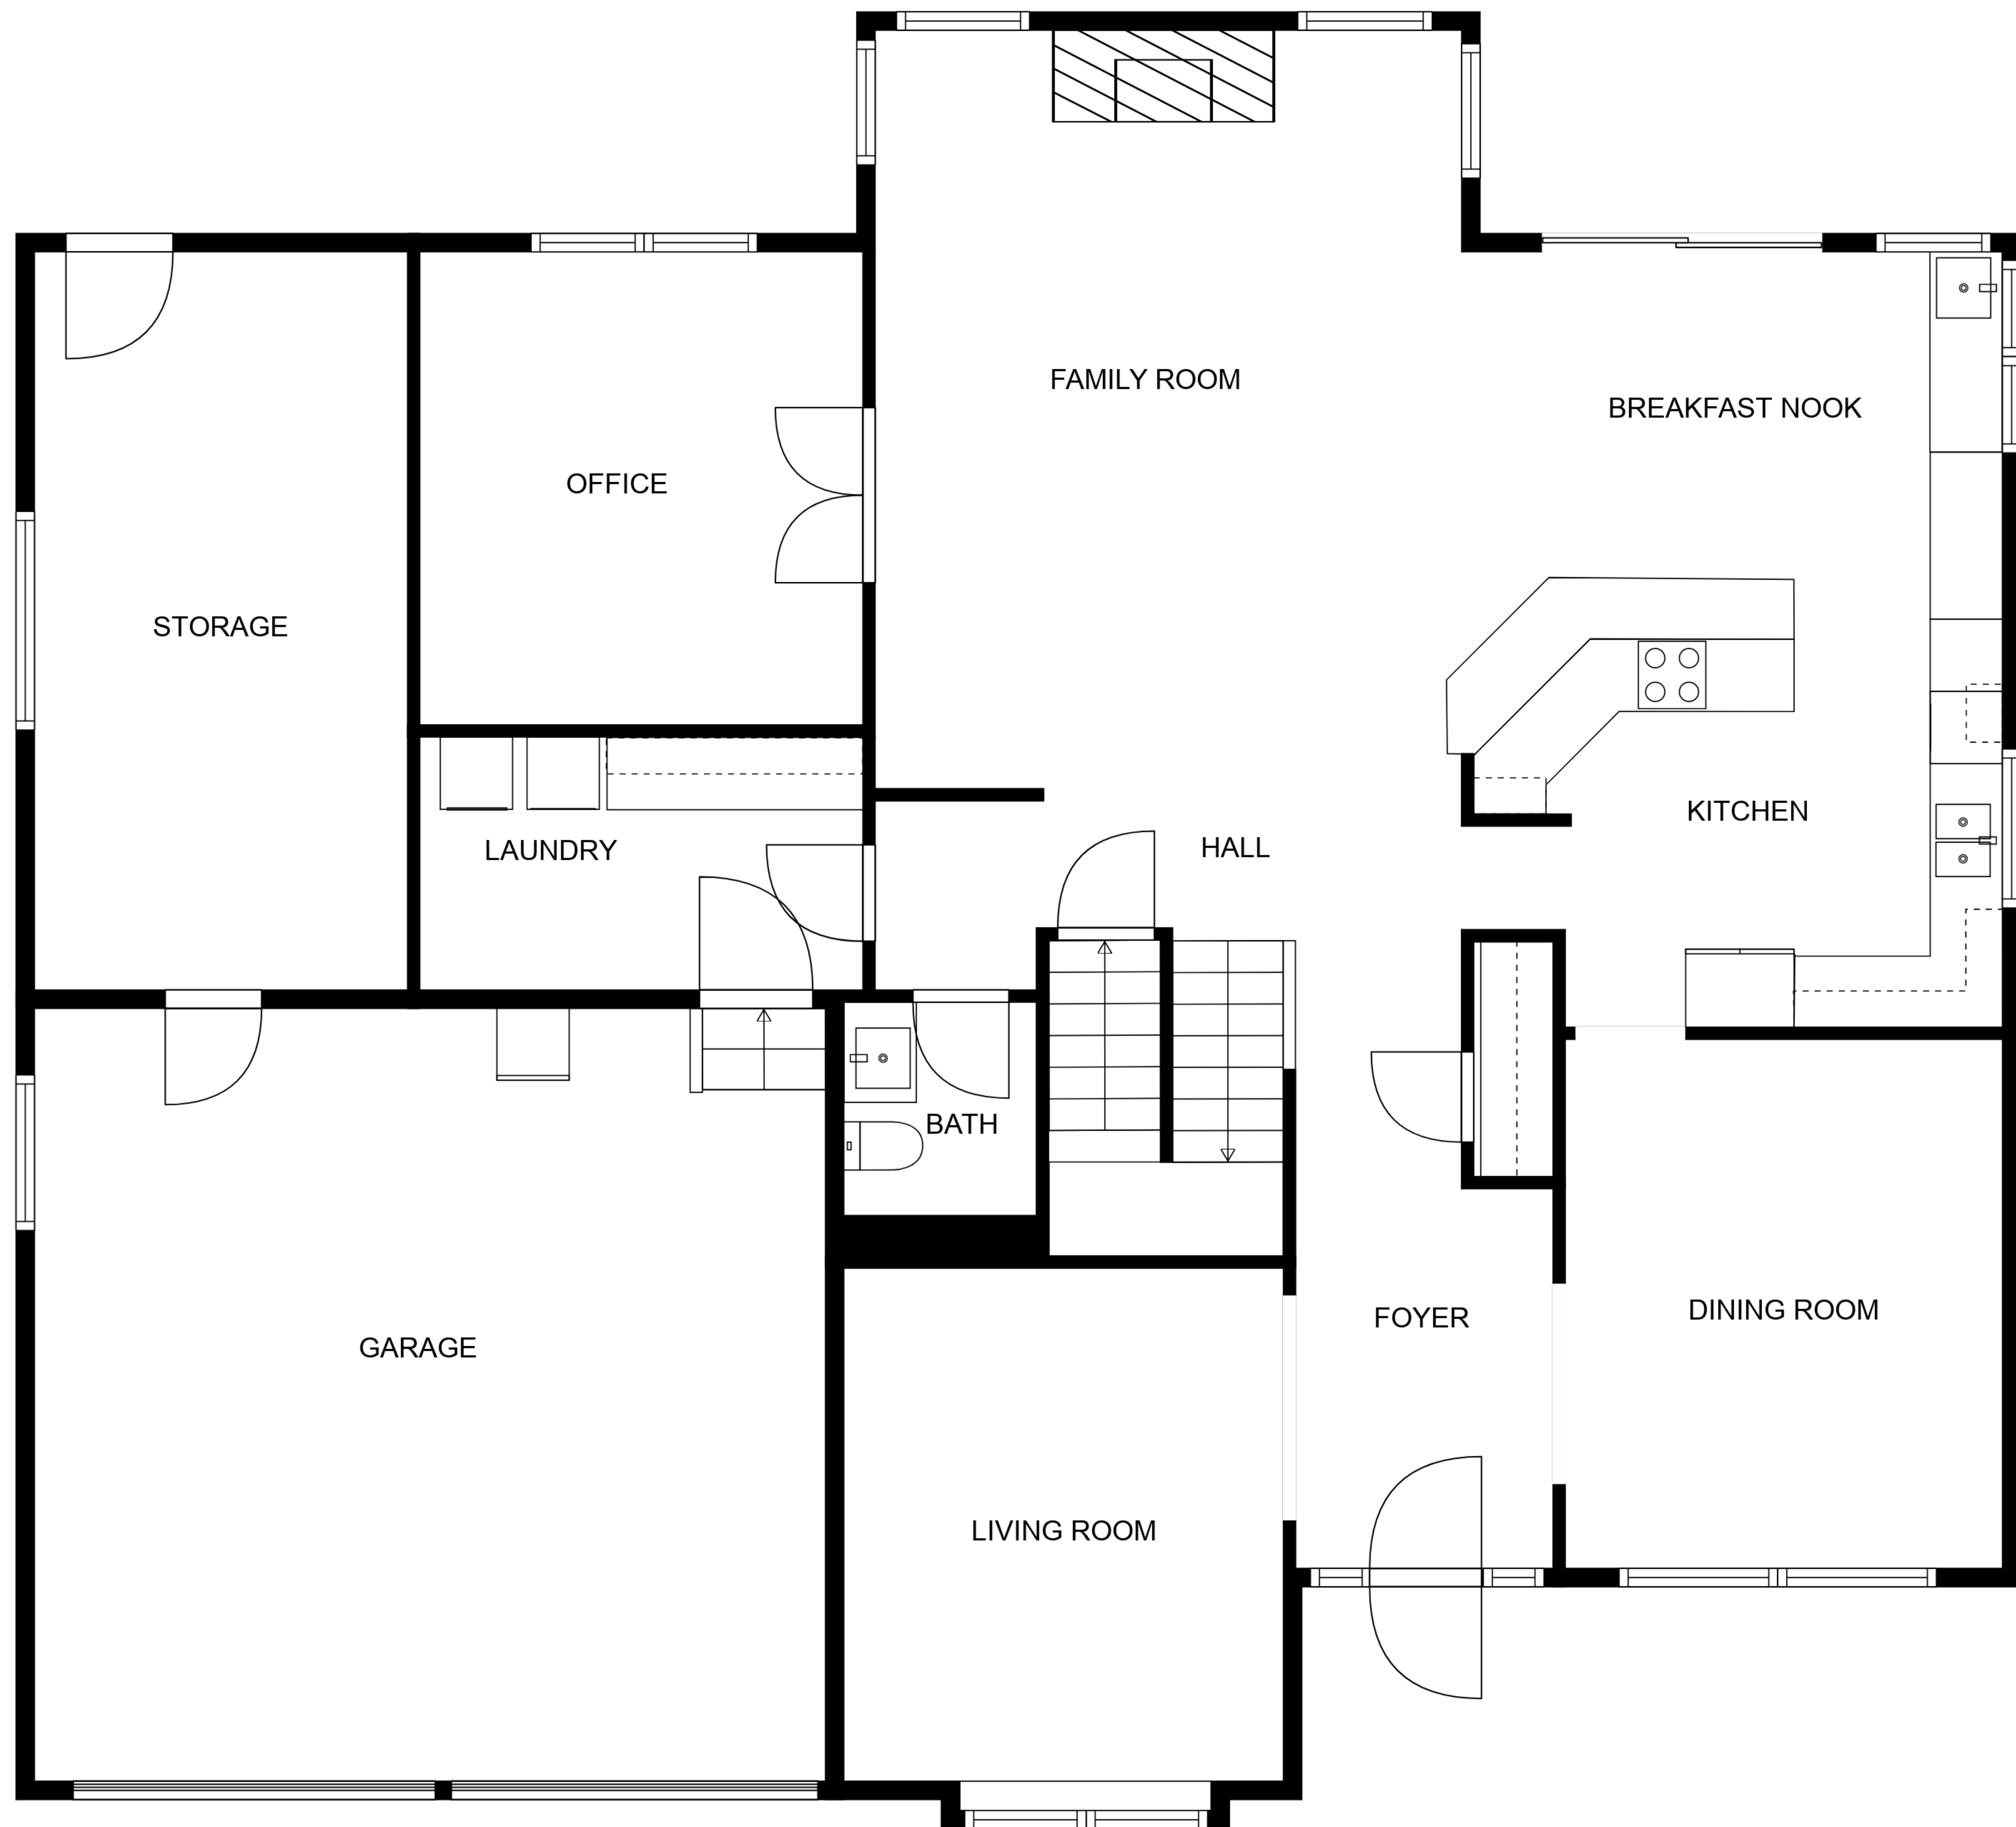 FAMILY ROOM
BREAKFAST NOOK
OFFICE
STORAGE
KITCHEN
HALL
LAUNDRY
BATH
DINING ROOM
FOYER
GARAGE
LIVING ROOM